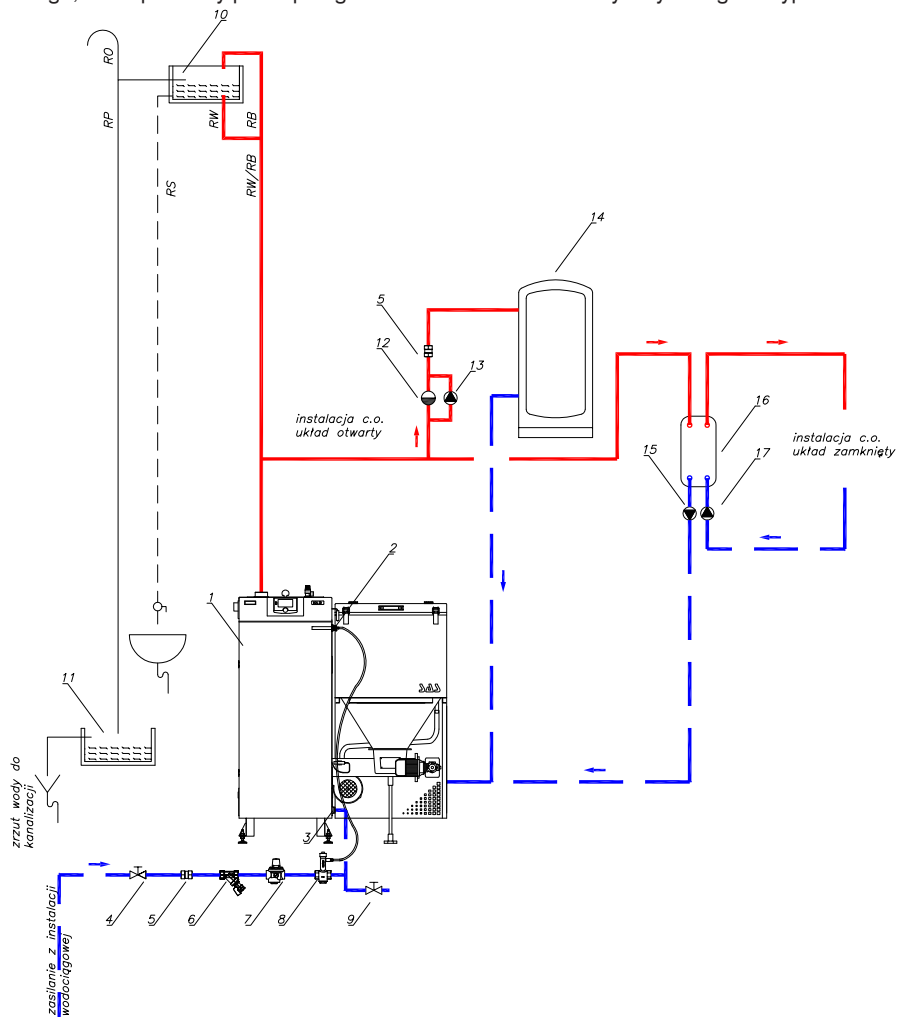 10
RO
RP
RW
RB
RW/RB
RS
14
5
12
13
instalacja c.o.
układ otwarty
16
instalacja c.o.
układ zamknięty
15
17
2
1
11
SAS
zrzut wody do
kanalizacji
3
4
5
6
7
8
9
zasilanie z instalacji
wodociągowej